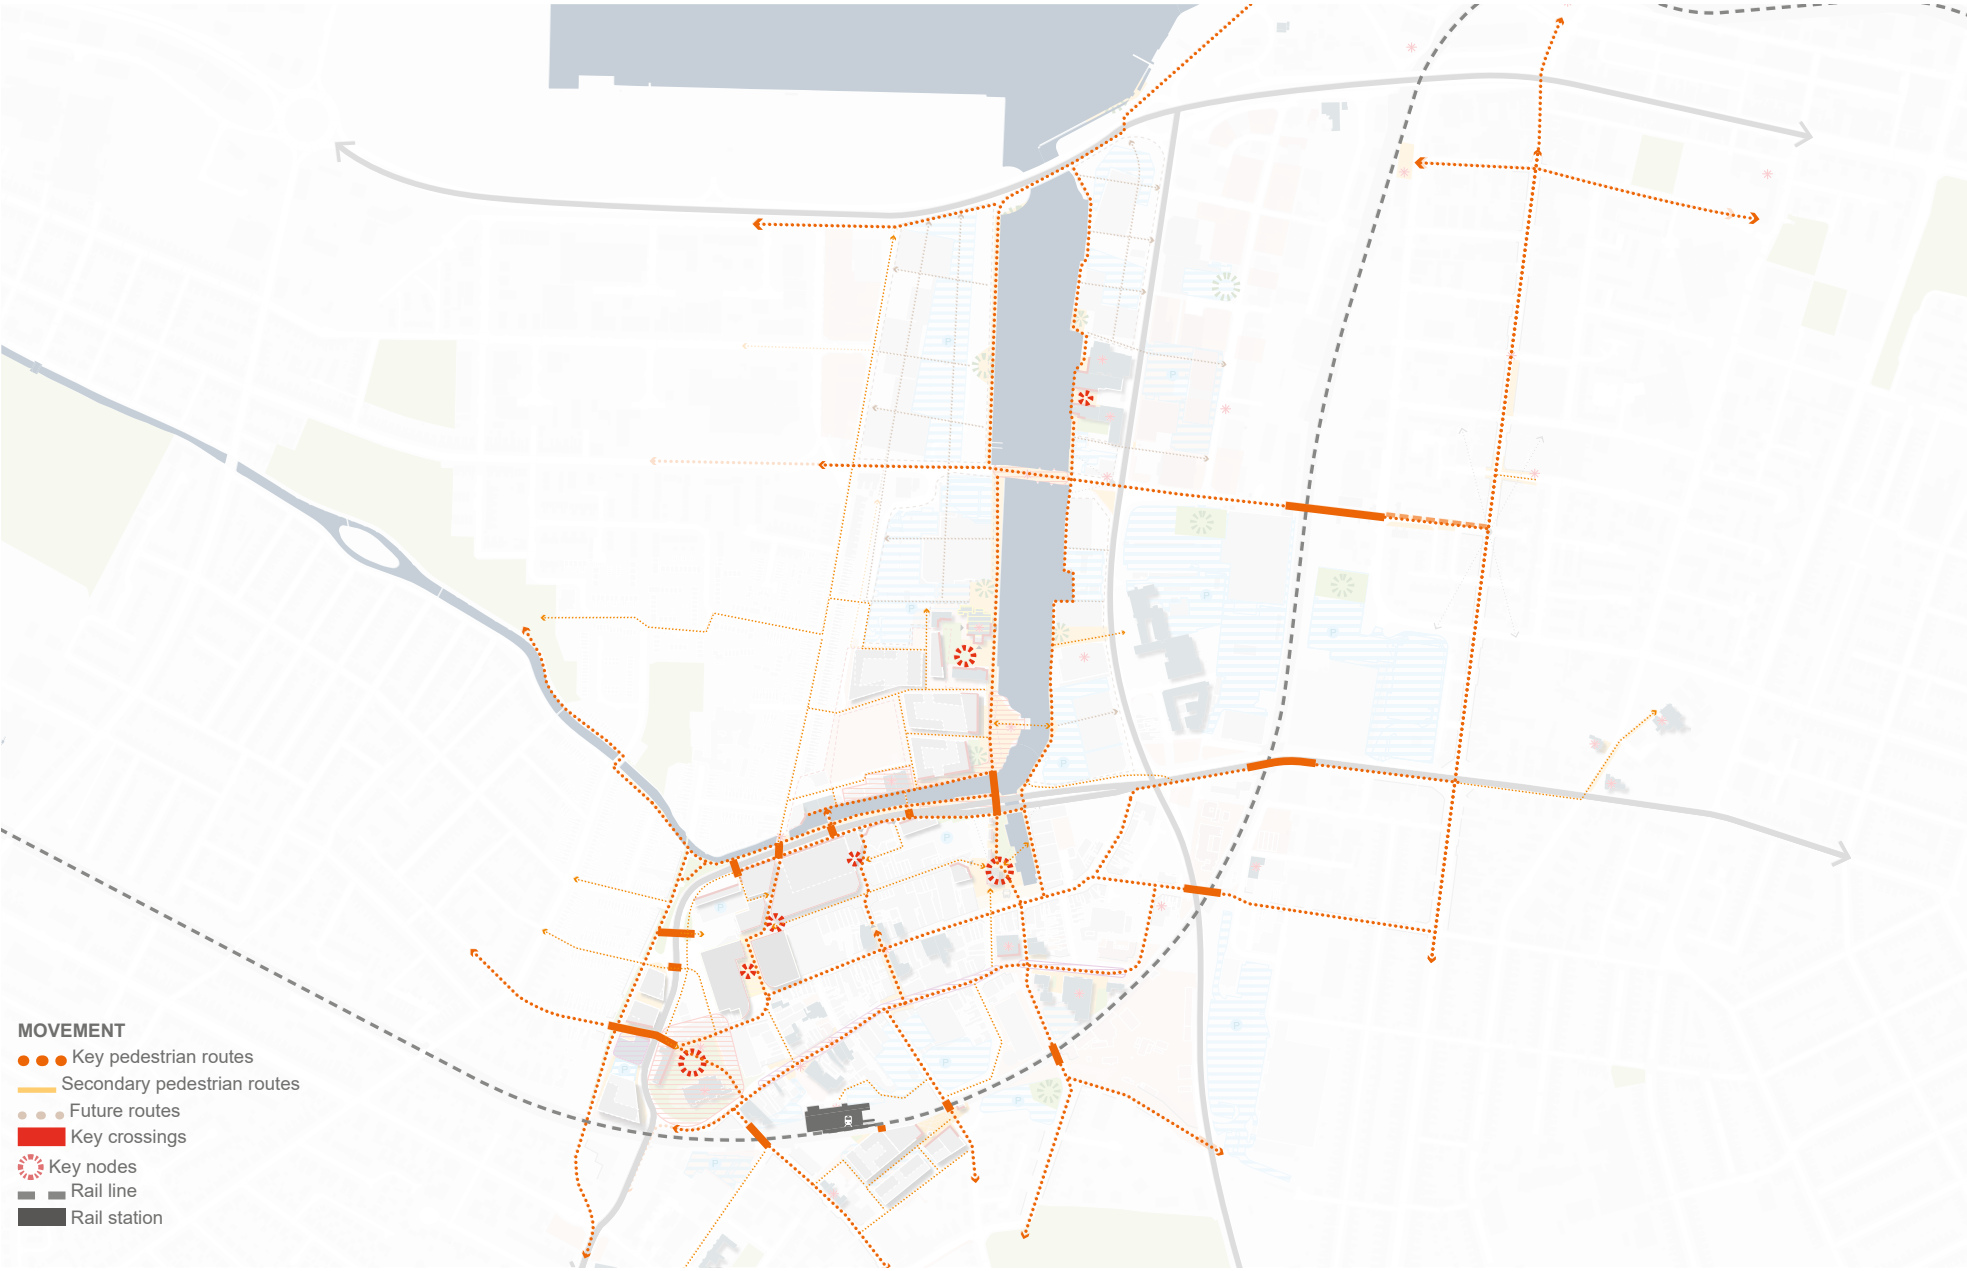 MOVEMENT
Key pedestrian routes
Secondary pedestrian routes
Future routes
Key crossings
Key nodes
Rail line
Rail station
P
P
P
P
P
P
P
P
P
P
P
P
P